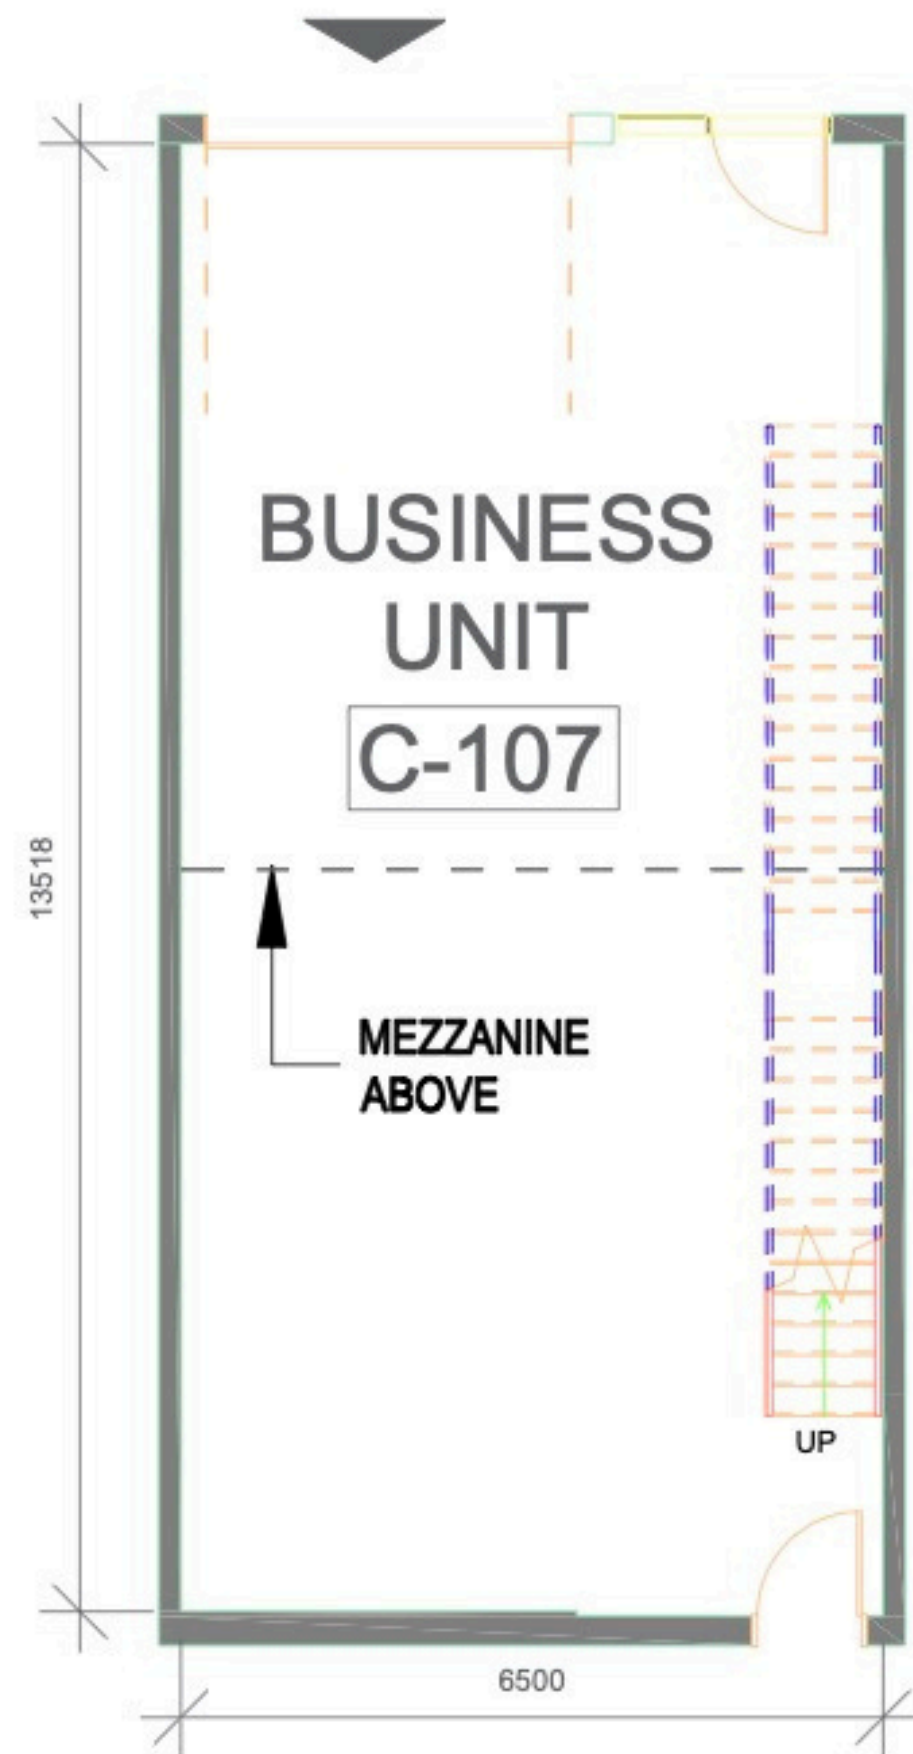 BUSINESS
UNIT
C-107
13518
MEZZANINE
ABOVE
UP
6500